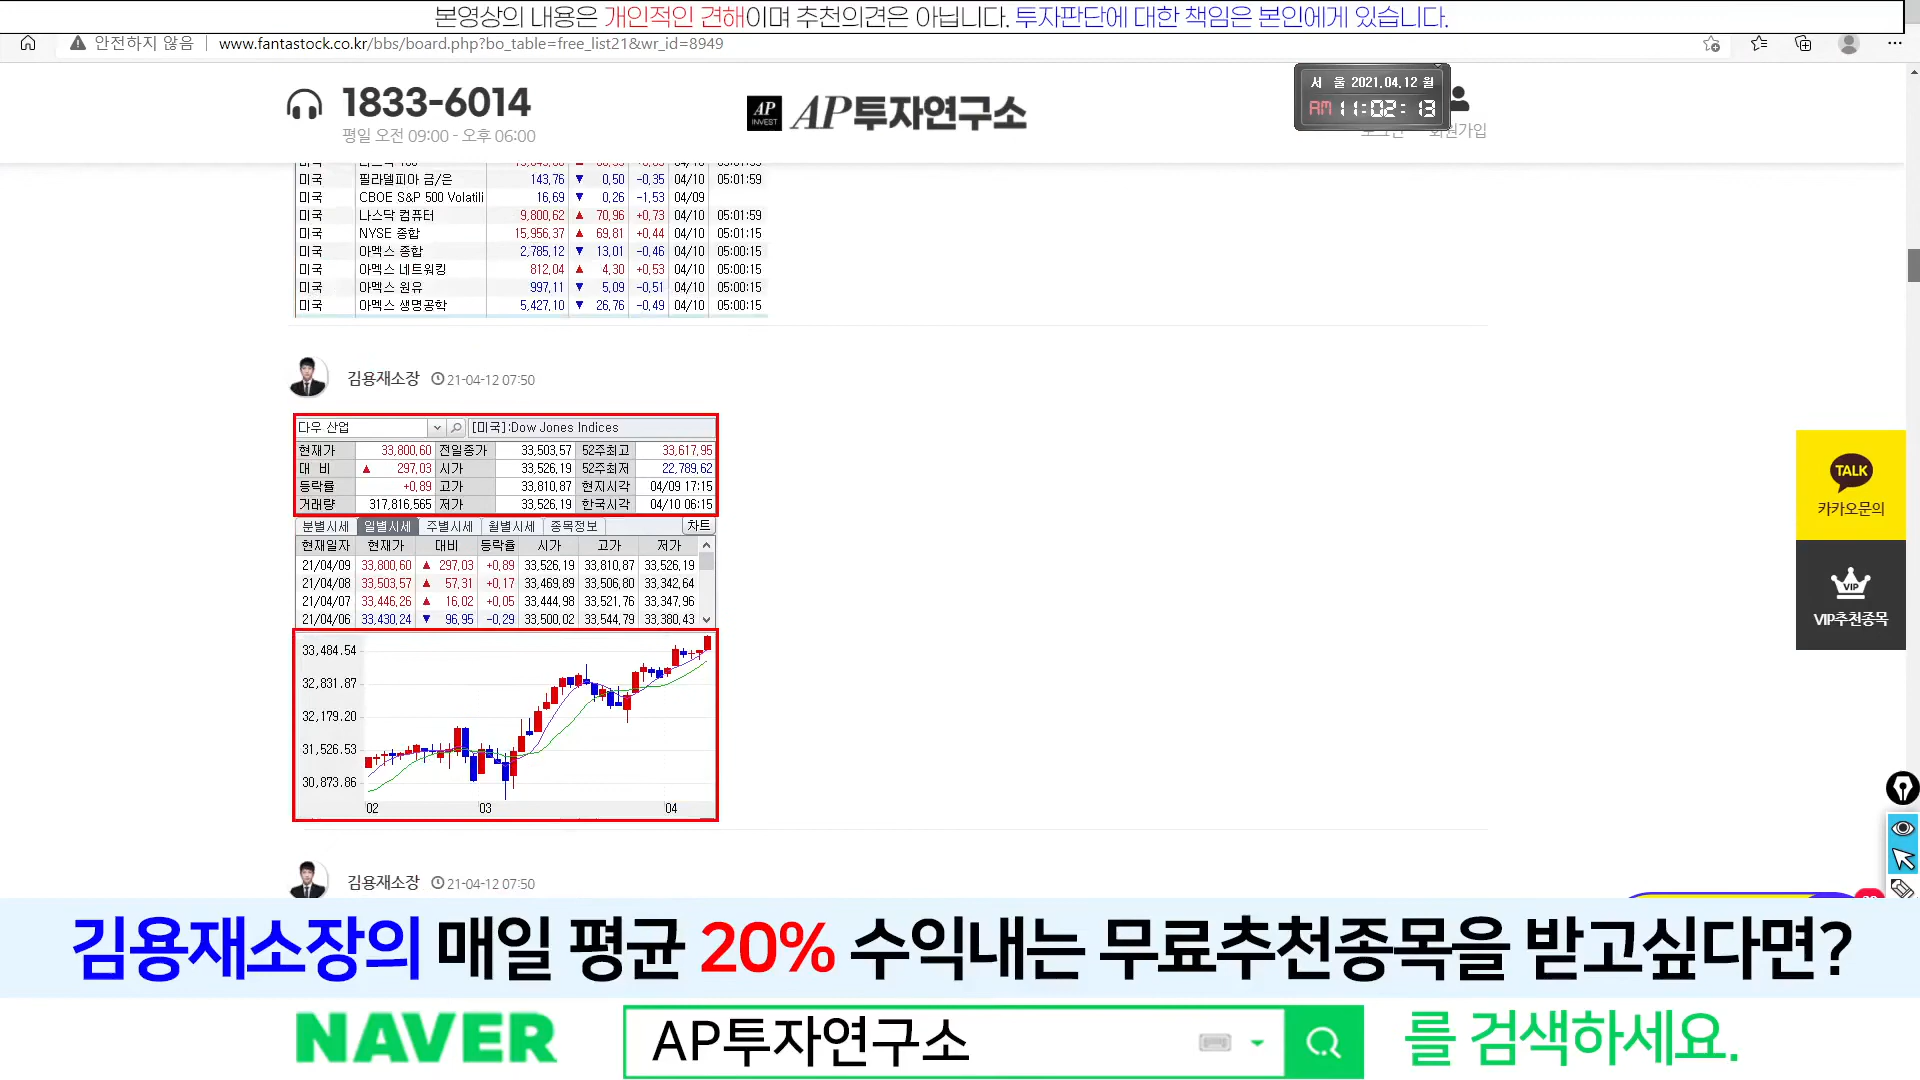 본영상의 내용은 개인적인 견해이며 추천의견은 아닙니다. 투자판단에 대한 책임은 본인에게 있습니다.
안전하지 않음 www.fantastock.co.kr/bbs/board.php?bo_table=free_list21&wr_id=8949
1833-6014
평일 오전 09:00 - 오후 06:00
AP INVEST AP투자연구소
서 울 2021.04.12 월
AM 11:02:13
회원가입
미국 필라델피아 금/은 143,76 ▼ 0,50 -0,35 04/10 05:01:59
미국 CBOE S&P 500 Volatili 16,69 ▼ 0,26 -1,53 04/09
미국 나스닥 컴퓨터 9,800,62 ▲ 70,96 +0,73 04/10 05:01:59
미국 NYSE 종합 15,956,37 ▲ 69,81 +0,44 04/10 05:01:15
미국 아멕스 종합 2,785,12 ▼ 13,01 -0,46 04/10 05:00:15
미국 아멕스 네트워킹 812,04 ▲ 4,30 +0,53 04/10 05:00:15
미국 아멕스 원유 997,11 ▼ 5,09 -0,51 04/10 05:00:15
미국 아멕스 생명공학 5,427,10 ▼ 26,76 -0,49 04/10 05:00:15
김용재소장 21-04-12 07:50
다우 산업 [미국]:Dow Jones Indices
현재가 33,800,60 전일종가 33,503,57 52주최고 33,617,95
대 비 ▲ 297,03 시가 33,526,19 52주최저 22,789,62
등락률 +0,89 고가 33,810,87 현지시각 04/09 17:15
거래량 317,816,565 저가 33,526,19 한국시각 04/10 06:15
분별시세 일별시세 주별시세 월별시세 종목정보 차트
현재일자 현재가 대비 등락율 시가 고가 저가
21/04/09 33,800,60 ▲ 297,03 +0,89 33,526,19 33,810,87 33,526,19
21/04/08 33,503,57 ▲ 57,31 +0,17 33,469,89 33,506,80 33,342,64
21/04/07 33,446,26 ▲ 16,02 +0,05 33,444,98 33,521,76 33,347,96
21/04/06 33,430,24 ▼ 96,95 -0,29 33,500,02 33,544,79 33,380,43
33,484.54
32,831.87
32,179.20
31,526.53
30,873.86
02 03 04
TALK
카카오문의
VIP
VIP추천종목
김용재소장 21-04-12 07:50
김용재소장의 매일 평균 20% 수익내는 무료추천종목을 받고싶다면?
NAVER AP투자연구소 를 검색하세요.